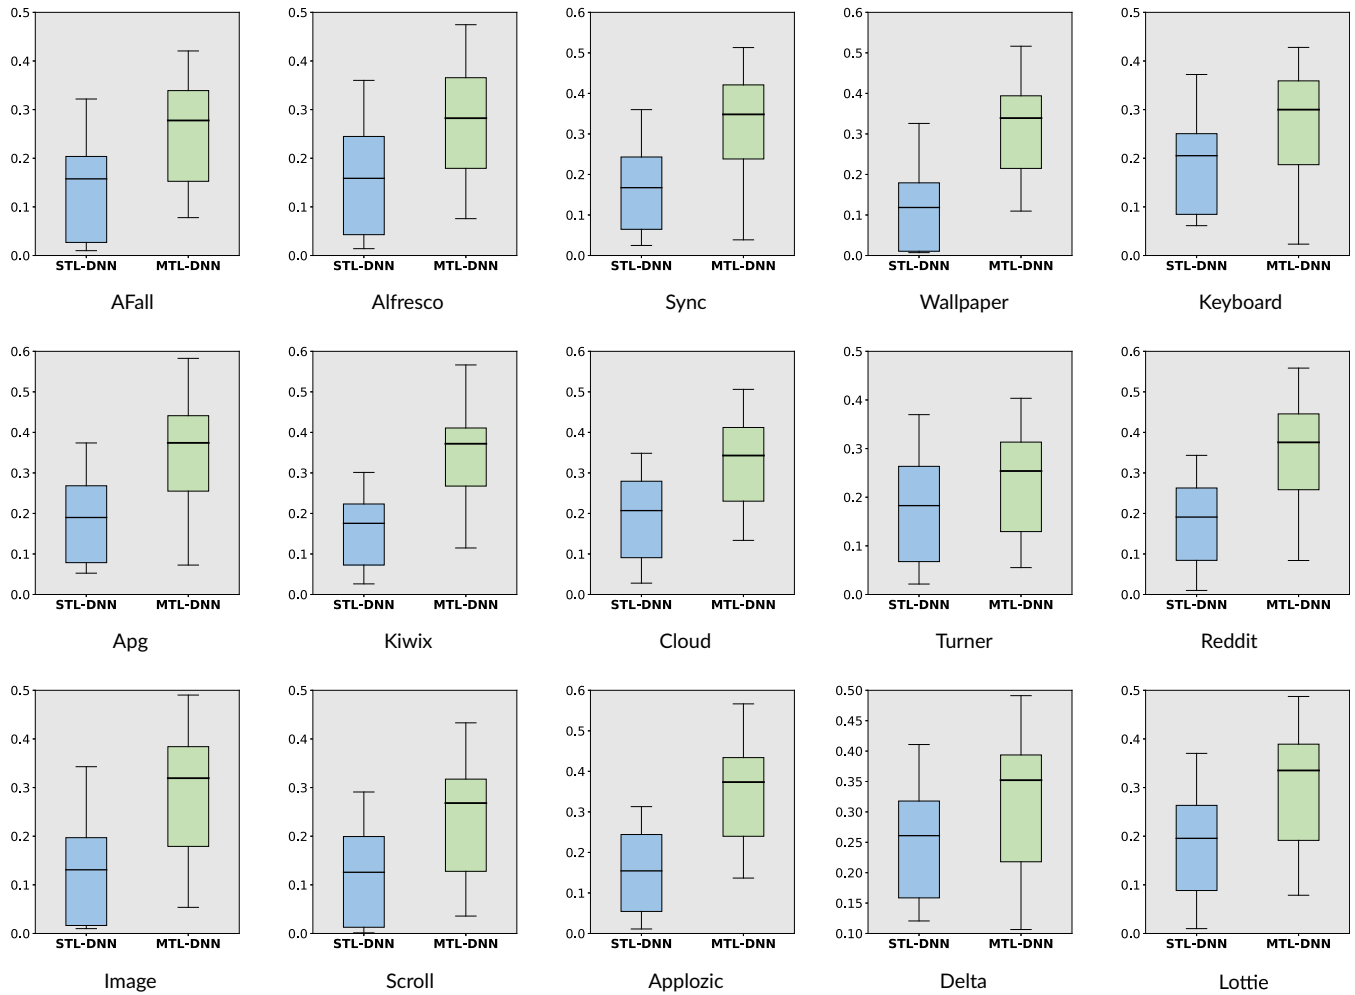 0.5 0.5 0.6 0.6 0.5
0.4 0.4 0.5 0.5 0.4
0.3 0.3 0.4 0.4 0.3
0.2 0.2 0.3 0.3 0.2
0.1 0.1 0.2 0.2 0.1
0.0 0.0 0.1 0.1 0.0
0.0 0.0
STL-DNN MTL-DNN STL-DNN MTL-DNN STL-DNN MTL-DNN STL-DNN MTL-DNN STL-DNN MTL-DNN
AFall Alfresco Sync Wallpaper Keyboard
0.6 0.6 0.6 0.5 0.6
0.5 0.5 0.5 0.4 0.5
0.4 0.4 0.4 0.3 0.4
0.3 0.3 0.3 0.2 0.3
0.2 0.2 0.2 0.1 0.2
0.1 0.1 0.1 0.0 0.1
0.0 0.0 0.0 0.0
STL-DNN MTL-DNN STL-DNN MTL-DNN STL-DNN MTL-DNN STL-DNN MTL-DNN STL-DNN MTL-DNN
Apg Kiwix Cloud Turner Reddit
0.5 0.5 0.6 0.50 0.5
0.4 0.4 0.5 0.45 0.4
0.3 0.3 0.4 0.40 0.3
0.2 0.2 0.3 0.35 0.2
0.1 0.1 0.2 0.30 0.1
0.0 0.0 0.1 0.25 0.0
0.0 0.20
0.15
0.10
STL-DNN MTL-DNN STL-DNN MTL-DNN STL-DNN MTL-DNN STL-DNN MTL-DNN STL-DNN MTL-DNN
Image Scroll Applozic Delta Lottie